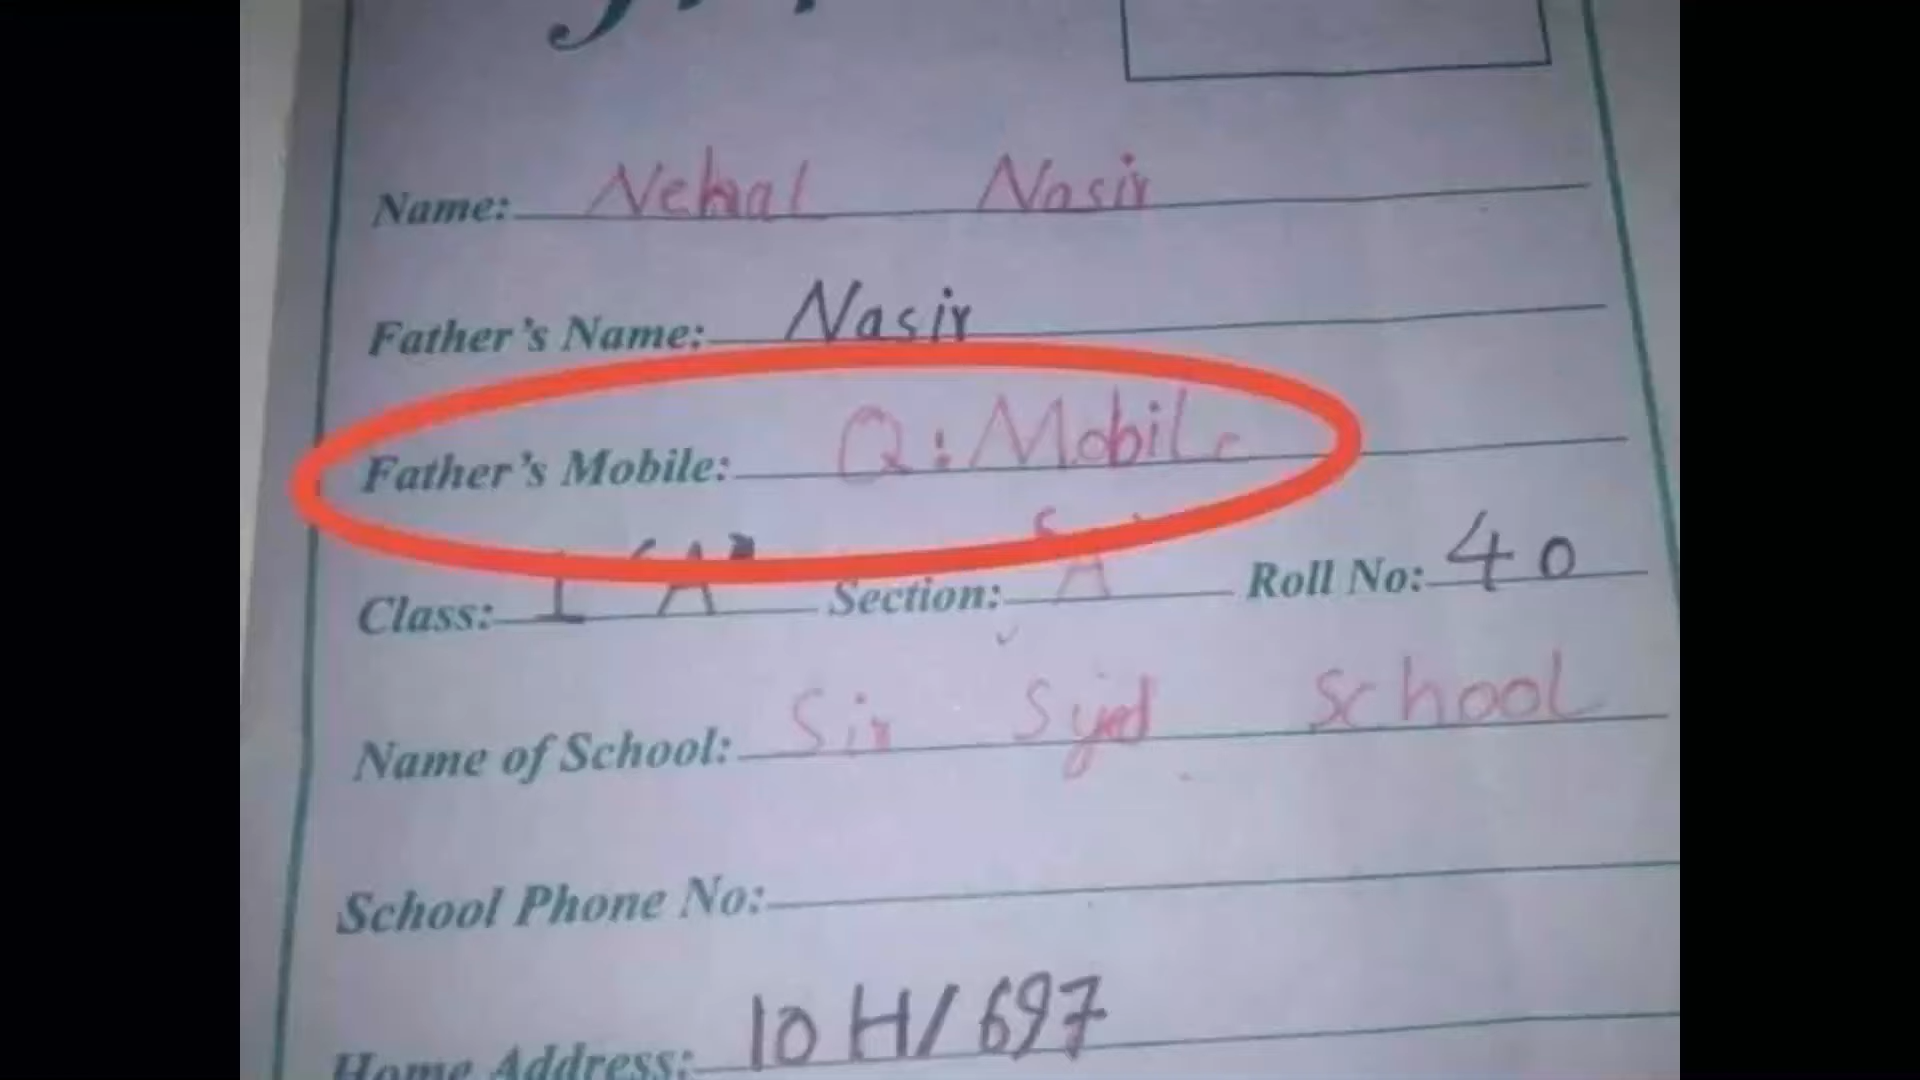 Name: Nehal Nasir
Father's Name: Nasir
Father's Mobile: Q:Mobile
Class: I "A" Section: A Roll No: 40
Name of School: Sir Syed School
School Phone No:
Home Address: 10 H/697